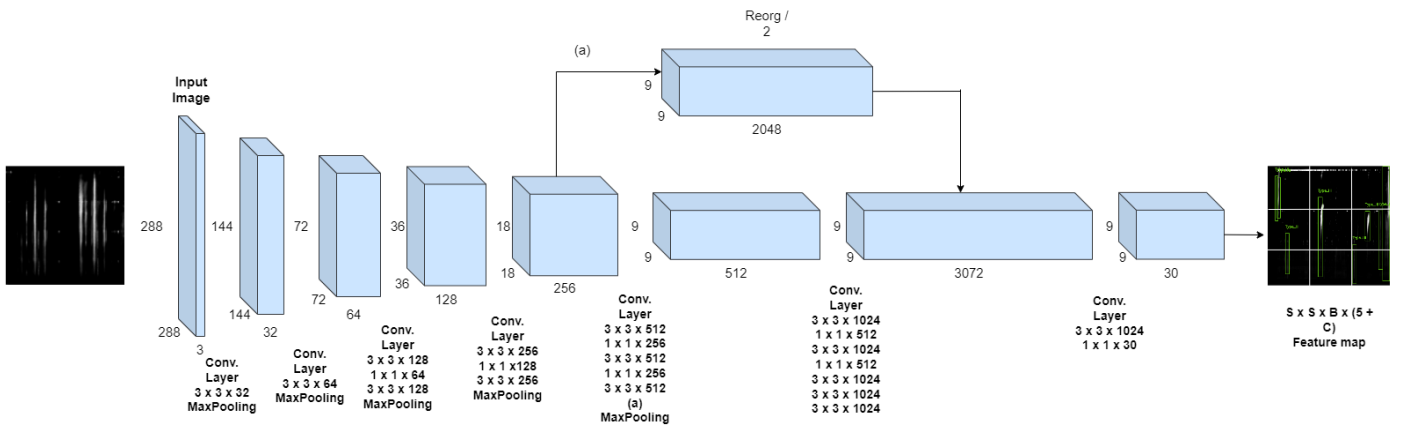 Reorg /
2
(a)
9
9
2048
Input
Image
288
288
3
144
144
32
72
72
64
36
36
128
18
18
256
9
9
512
9
9
3072
9
9
30
Conv.
Layer
3 x 3 x 32
MaxPooling
Conv.
Layer
3 x 3 x 64
MaxPooling
Conv.
Layer
3 x 3 x 128
1 x 1 x 64
3 x 3 x 128
MaxPooling
Conv.
Layer
3 x 3 x 256
1 x 1 x128
3 x 3 x 256
MaxPooling
Conv.
Layer
3 x 3 x 512
1 x 1 x 256
3 x 3 x 512
1 x 1 x 256
3 x 3 x 512
(a)
MaxPooling
Conv.
Layer
3 x 3 x 1024
1 x 1 x 512
3 x 3 x 1024
1 x 1 x 512
3 x 3 x 1024
3 x 3 x 1024
3 x 3 x 1024
Conv.
Layer
3 x 3 x 1024
1 x 1 x 30
S x S x B x (5 +
C)
Feature map